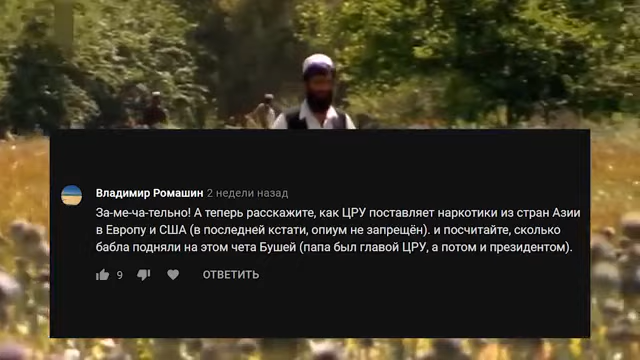 Владимир Ромашин 2 недели назад
За-ме-ча-тельно! А теперь расскажите, как ЦРУ поставляет наркотики из стран Азии
в Европу и США (в последней кстати, опиум не запрещён). и посчитайте, сколько
бабла подняли на этом чета Бушей (папа был главой ЦРУ, а потом и президентом).
9 ОТВЕТИТЬ